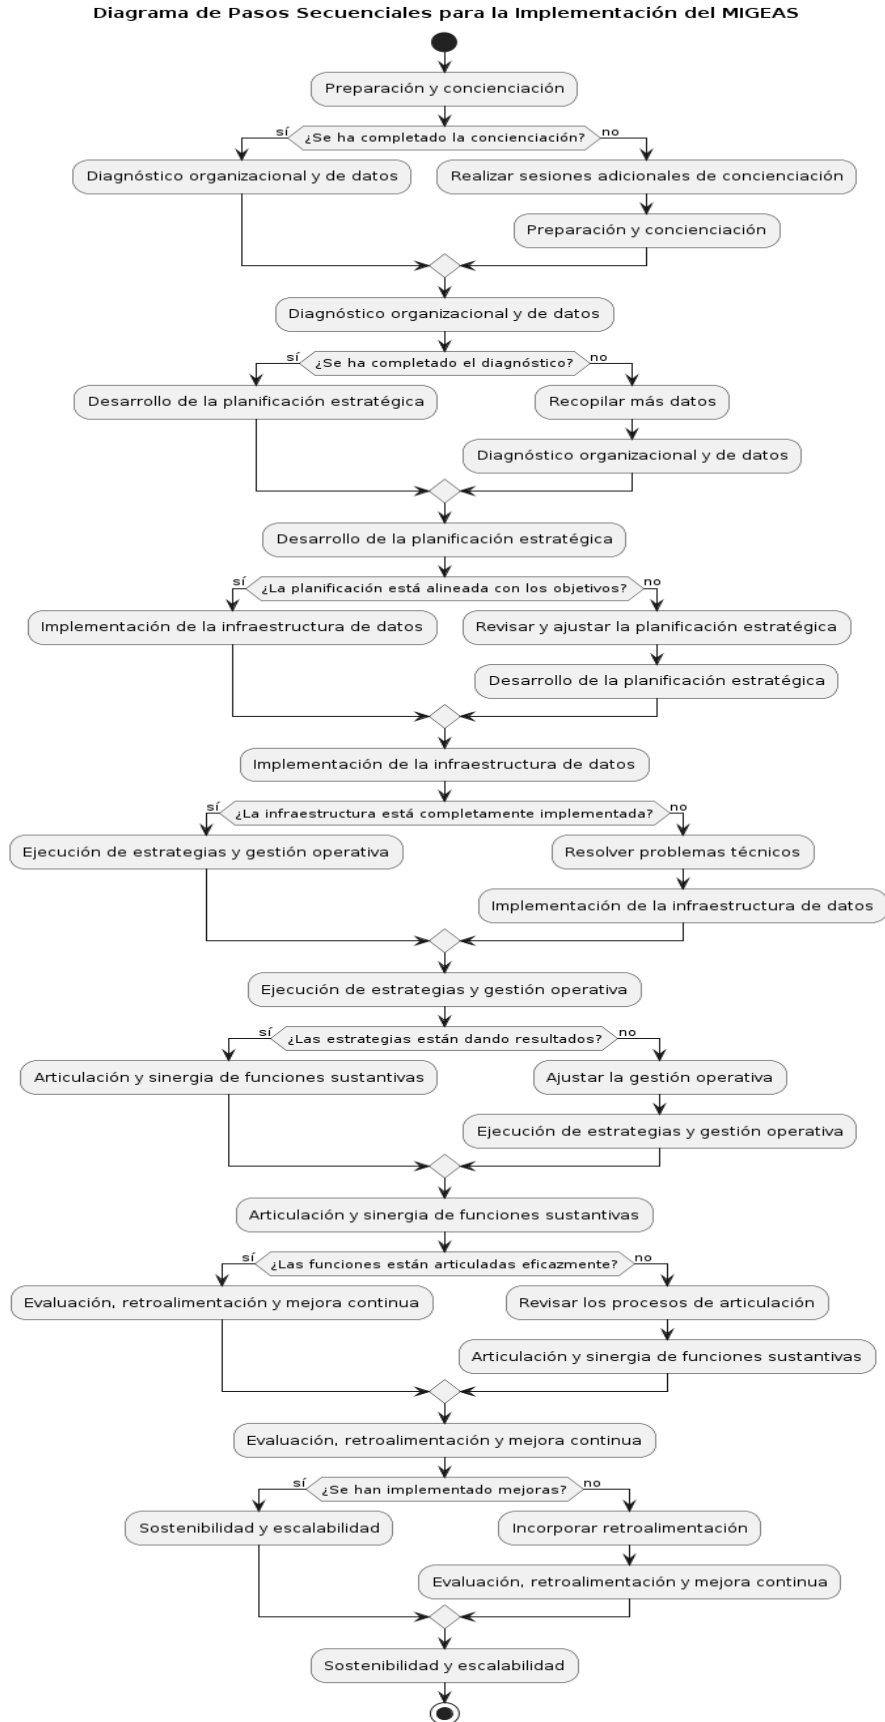 Diagrama de Pasos Secuenciales para la Implementación del MIGEAS
Preparación y concienciación
sí
¿Se ha completado la concienciación?
no
Diagnóstico organizacional y de datos
Realizar sesiones adicionales de concienciación
Preparación y concienciación
Diagnóstico organizacional y de datos
sí
¿Se ha completado el diagnóstico?
no
Desarrollo de la planificación estratégica
Recopilar más datos
Diagnóstico organizacional y de datos
Desarrollo de la planificación estratégica
sí
¿La planificación está alineada con los objetivos?
no
Implementación de la infraestructura de datos
Revisar y ajustar la planificación estratégica
Desarrollo de la planificación estratégica
Implementación de la infraestructura de datos
sí
¿La infraestructura está completamente implementada?
no
Ejecución de estrategias y gestión operativa
Resolver problemas técnicos
Implementación de la infraestructura de datos
Ejecución de estrategias y gestión operativa
sí
¿Las estrategias están dando resultados?
no
Articulación y sinergia de funciones sustantivas
Ajustar la gestión operativa
Ejecución de estrategias y gestión operativa
Articulación y sinergia de funciones sustantivas
sí
¿Las funciones están articuladas eficazmente?
no
Evaluación, retroalimentación y mejora continua
Revisar los procesos de articulación
Articulación y sinergia de funciones sustantivas
Evaluación, retroalimentación y mejora continua
sí
¿Se han implementado mejoras?
no
Sostenibilidad y escalabilidad
Incorporar retroalimentación
Evaluación, retroalimentación y mejora continua
Sostenibilidad y escalabilidad